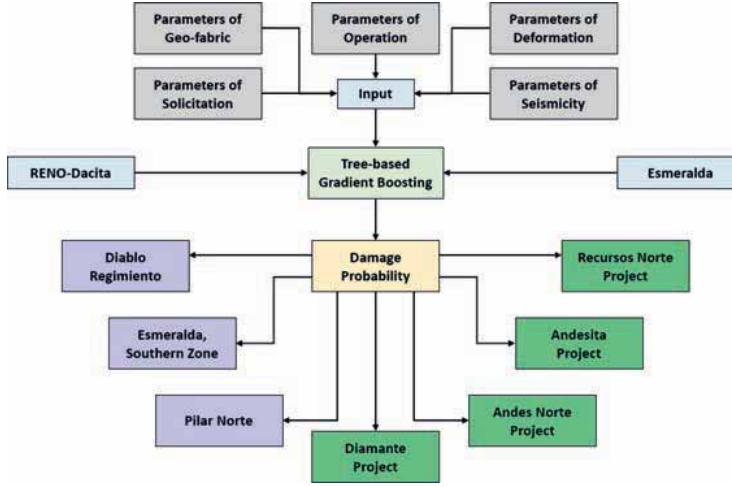 Parameters of
Geo-fabric
Parameters of
Operation
Parameters of
Deformation
Parameters of
Solicitation
Input
Parameters of
Seismicity
RENO-Dacita
Tree-based
Gradient Boosting
Esmeralda
Diablo
Regimiento
Damage
Probability
Recursos Norte
Project
Esmeralda,
Southern Zone
Andesita
Project
Pilar Norte
Diamante
Project
Andes Norte
Project